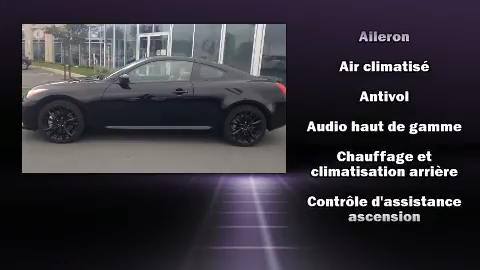 Aileron
Air climatisé
Antivol
Audio haut de gamme
Chauffage et
climatisation arrière
Contrôle d'assistance
ascension